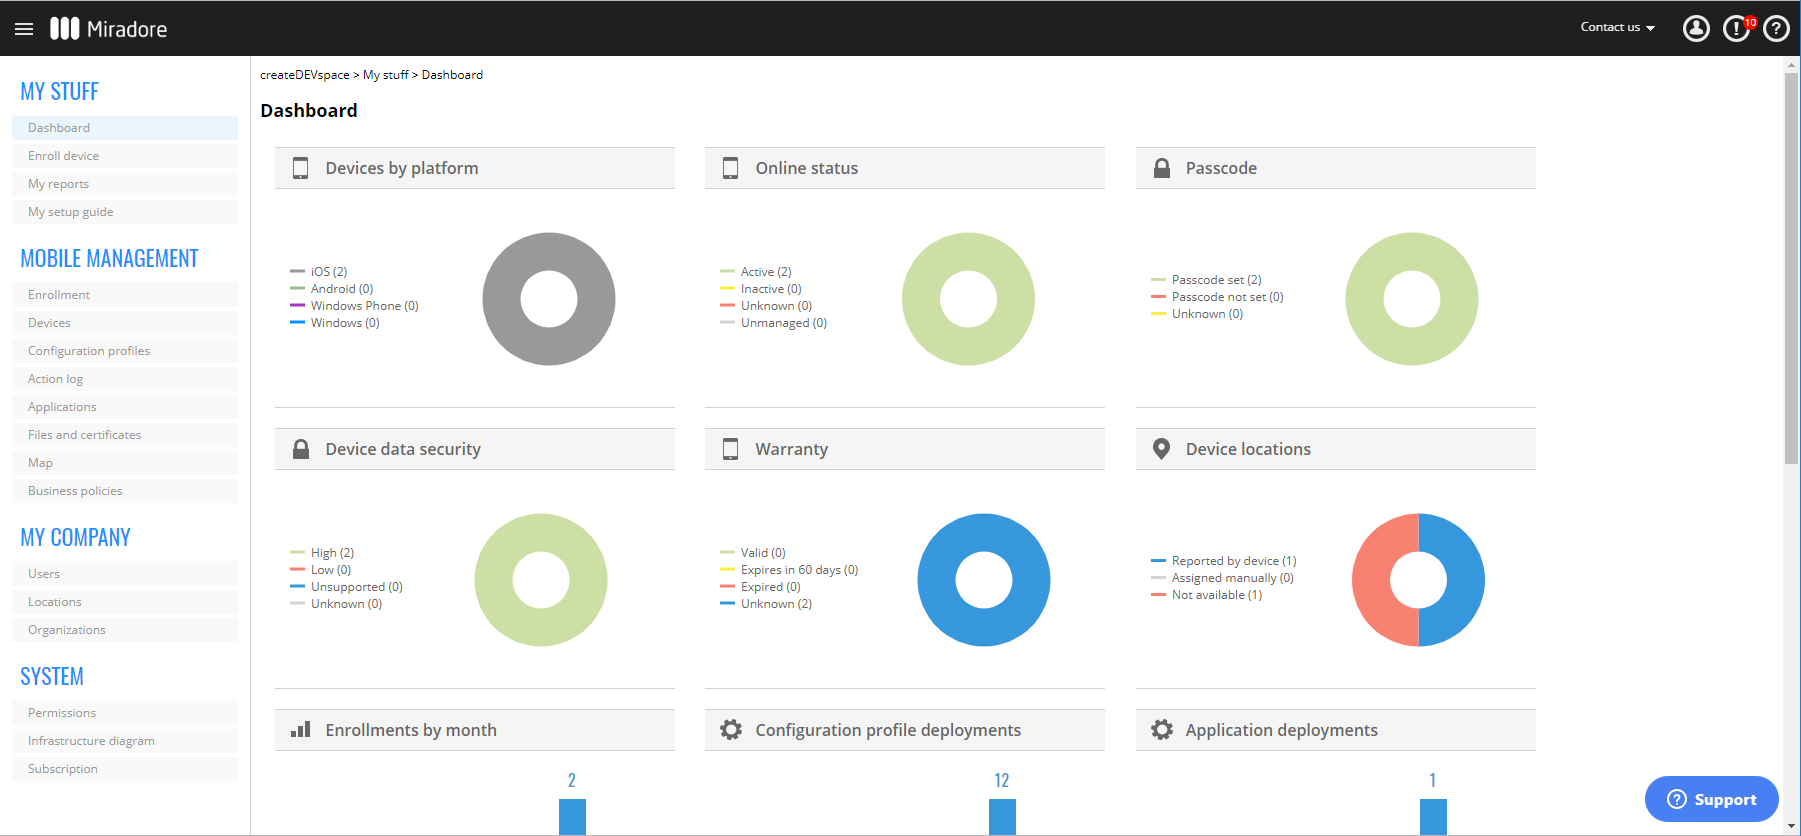 Miradore
Contact us
10
MY STUFF
Dashboard
Enroll device
My reports
My setup guide
MOBILE MANAGEMENT
Enrollment
Devices
Configuration profiles
Action log
Applications
Files and certificates
Map
Business policies
MY COMPANY
Users
Locations
Organizations
SYSTEM
Permissions
Infrastructure diagram
Subscription
createDEVspace > My stuff > Dashboard
Dashboard
Devices by platform
iOS (2)
Android (0)
Windows Phone (0)
Windows (0)
Online status
Active (2)
Inactive (0)
Unknown (0)
Unmanaged (0)
Passcode
Passcode set (2)
Passcode not set (0)
Unknown (0)
Device data security
High (2)
Low (0)
Unsupported (0)
Unknown (0)
Warranty
Valid (0)
Expires in 60 days (0)
Expired (0)
Unknown (2)
Device locations
Reported by device (1)
Assigned manually (0)
Not available (1)
Enrollments by month
2
Configuration profile deployments
12
Application deployments
1
Support